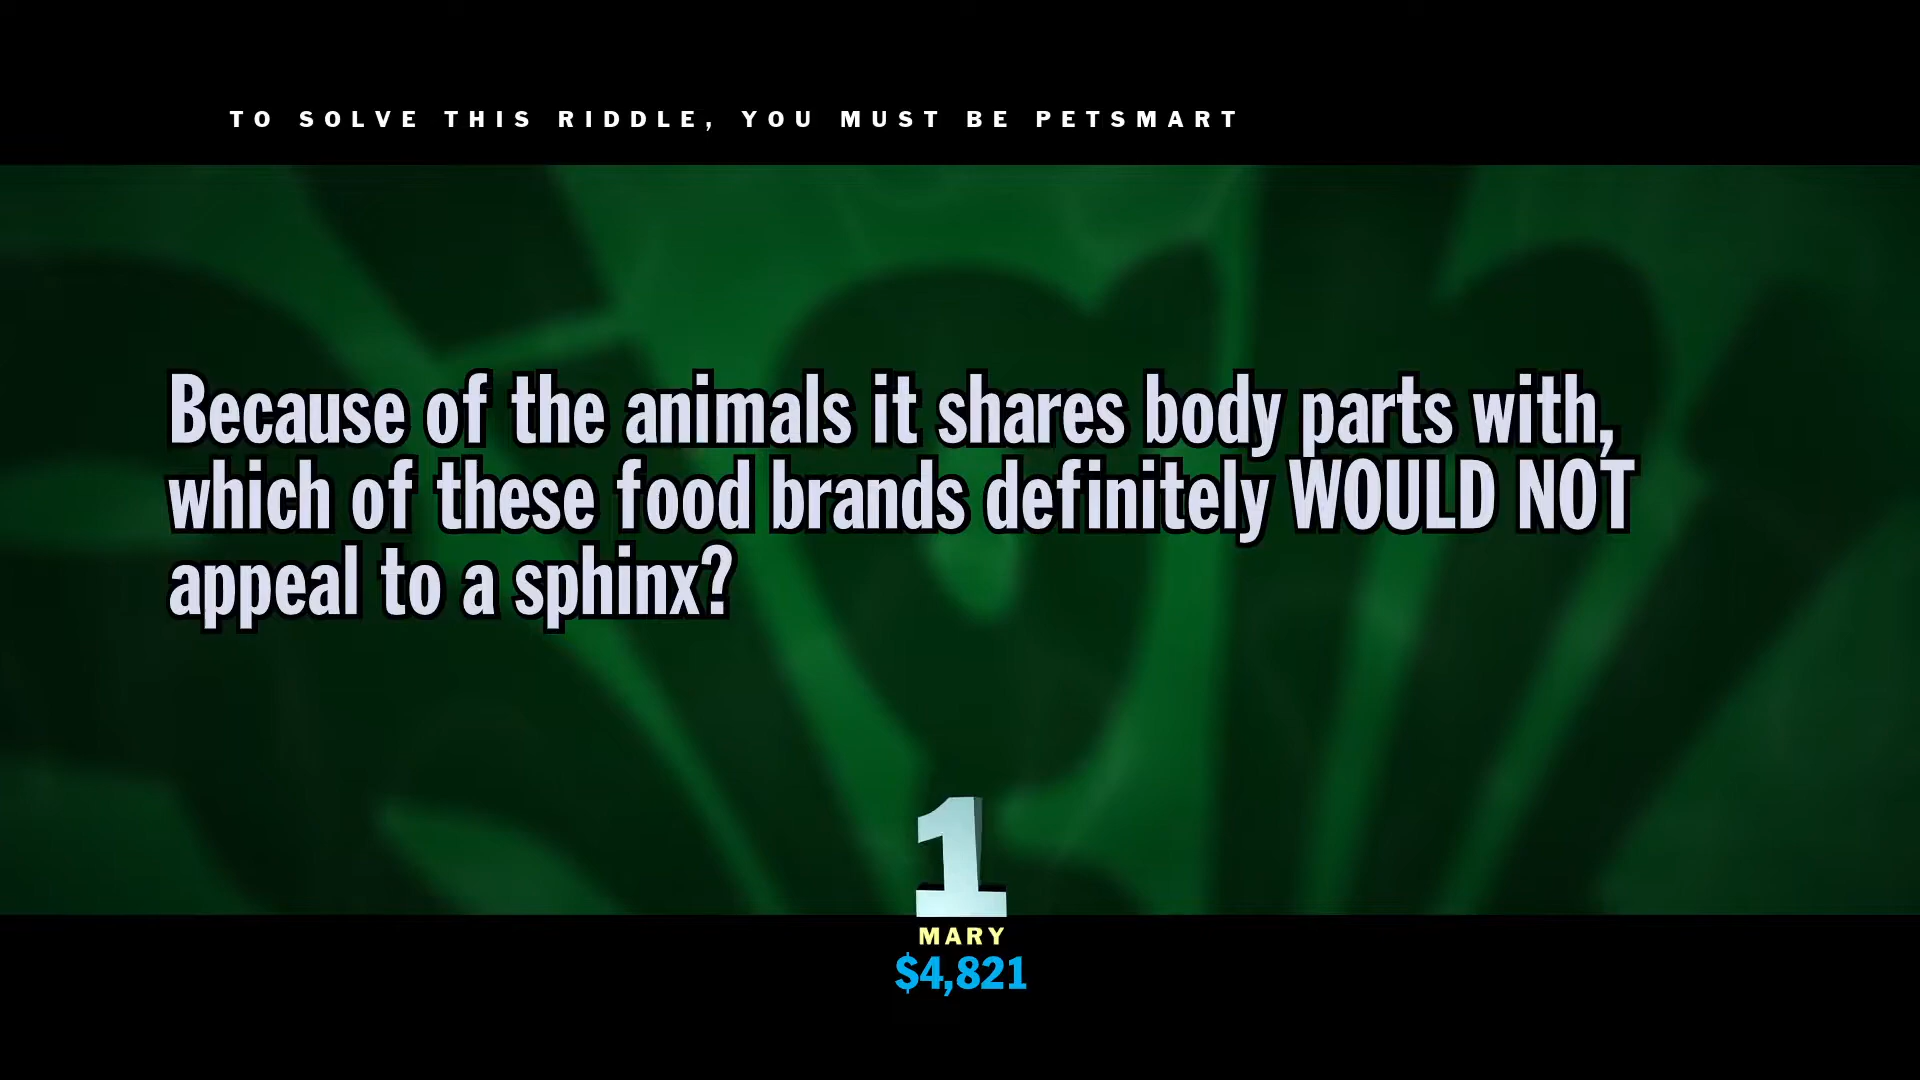 TO SOLVE THIS RIDDLE, YOU MUST BE PETSMART
Because of the animals it shares body parts with,
which of these food brands definitely WOULD NOT
appeal to a sphinx?
1
MARY
$4,821